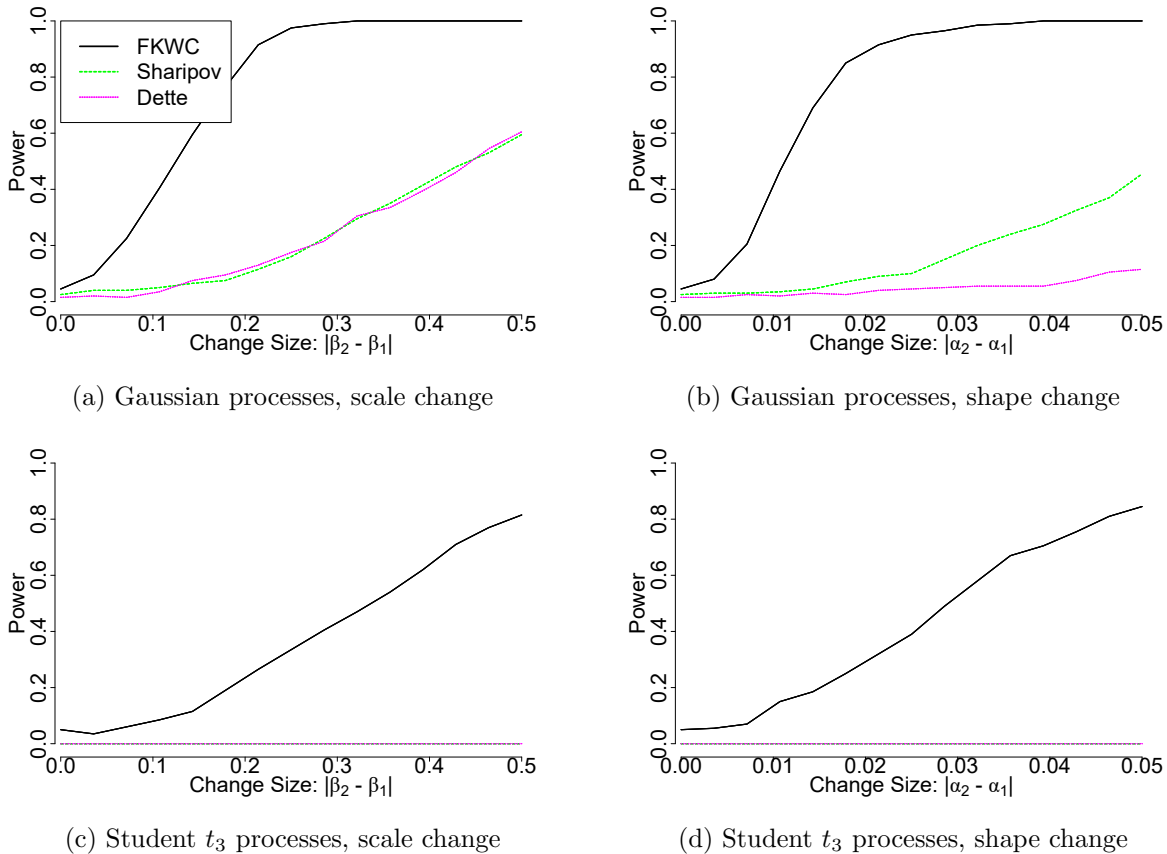 FKWC
Sharipov
Dette
Power
0.0 0.2 0.4 0.6 0.8 1.0
0.0 0.1 0.2 0.3 0.4 0.5
Change Size: |β₂ - β₁|
(a) Gaussian processes, scale change
Power
0.0 0.2 0.4 0.6 0.8 1.0
0.00 0.01 0.02 0.03 0.04 0.05
Change Size: |α₂ - α₁|
(b) Gaussian processes, shape change
Power
0.0 0.2 0.4 0.6 0.8 1.0
0.0 0.1 0.2 0.3 0.4 0.5
Change Size: |β₂ - β₁|
(c) Student t₃ processes, scale change
Power
0.0 0.2 0.4 0.6 0.8 1.0
0.00 0.01 0.02 0.03 0.04 0.05
Change Size: |α₂ - α₁|
(d) Student t₃ processes, shape change